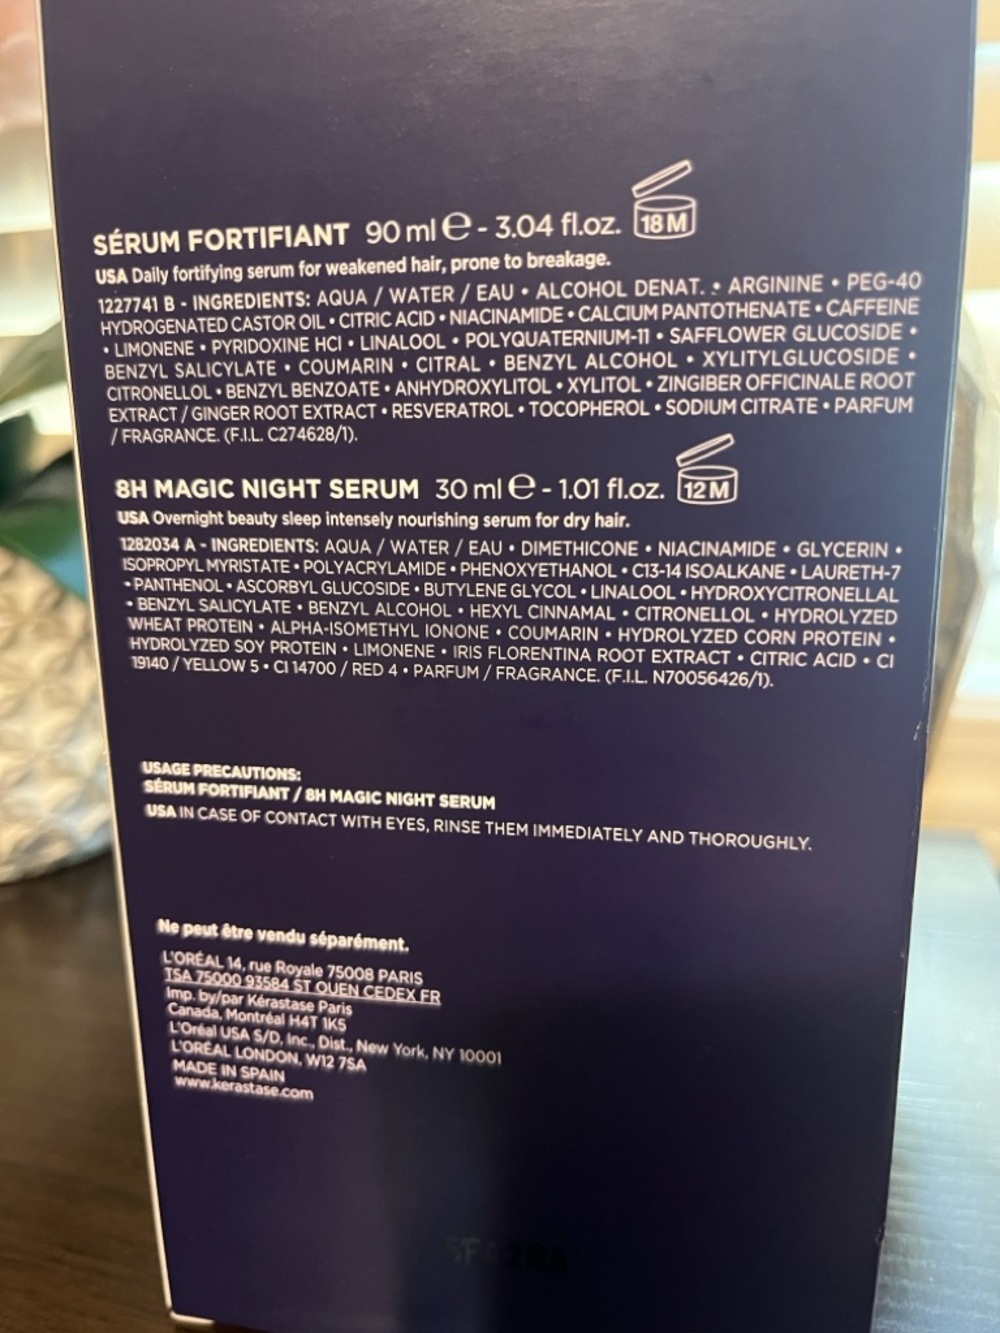 SÉRUM FORTIFIANT 90 ml ℮ - 3.04 fl.oz. 18 M
USA Daily fortifying serum for weakened hair, prone to breakage.
1227741 B - INGREDIENTS: AQUA / WATER / EAU • ALCOHOL DENAT. • ARGININE • PEG-40
HYDROGENATED CASTOR OIL • CITRIC ACID • NIACINAMIDE • CALCIUM PANTOTHENATE • CAFFEINE
• LIMONENE • PYRIDOXINE HCI • LINALOOL • POLYQUATERNIUM-11 • SAFFLOWER GLUCOSIDE •
BENZYL SALICYLATE • COUMARIN • CITRAL • BENZYL ALCOHOL • XYLITYLGLUCOSIDE •
CITRONELLOL • BENZYL BENZOATE • ANHYDROXYLITOL • XYLITOL • ZINGIBER OFFICINALE ROOT
EXTRACT / GINGER ROOT EXTRACT • RESVERATROL • TOCOPHEROL • SODIUM CITRATE • PARFUM
/ FRAGRANCE. (F.I.L. C274628/1).
8H MAGIC NIGHT SERUM 30 ml ℮ - 1.01 fl.oz. 12 M
USA Overnight beauty sleep intensely nourishing serum for dry hair.
1282034 A - INGREDIENTS: AQUA / WATER / EAU • DIMETHICONE • NIACINAMIDE • GLYCERIN •
ISOPROPYL MYRISTATE • POLYACRYLAMIDE • PHENOXYETHANOL • C13-14 ISOALKANE • LAURETH-7
• PANTHENOL • ASCORBYL GLUCOSIDE • BUTYLENE GLYCOL • LINALOOL • HYDROXYCITRONELLAL
• BENZYL SALICYLATE • BENZYL ALCOHOL • HEXYL CINNAMAL • CITRONELLOL • HYDROLYZED
WHEAT PROTEIN • ALPHA-ISOMETHYL IONONE • COUMARIN • HYDROLYZED CORN PROTEIN •
HYDROLYZED SOY PROTEIN • LIMONENE • IRIS FLORENTINA ROOT EXTRACT • CITRIC ACID • CI
19140 / YELLOW 5 • CI 14700 / RED 4 • PARFUM / FRAGRANCE. (F.I.L. N70056426/1).
USAGE PRECAUTIONS:
SÉRUM FORTIFIANT / 8H MAGIC NIGHT SERUM
USA IN CASE OF CONTACT WITH EYES, RINSE THEM IMMEDIATELY AND THOROUGHLY.
Ne peut être vendu séparément.
L'ORÉAL 14, rue Royale 75008 PARIS
TSA 75000 93584 ST OUEN CEDEX FR
Imp. by/par Kérastase Paris
Canada, Montréal H4T 1K5
L'Oréal USA S/D, Inc., Dist., New York, NY 10001
L'ORÉAL LONDON, W12 7SA
MADE IN SPAIN
www.kerastase.com